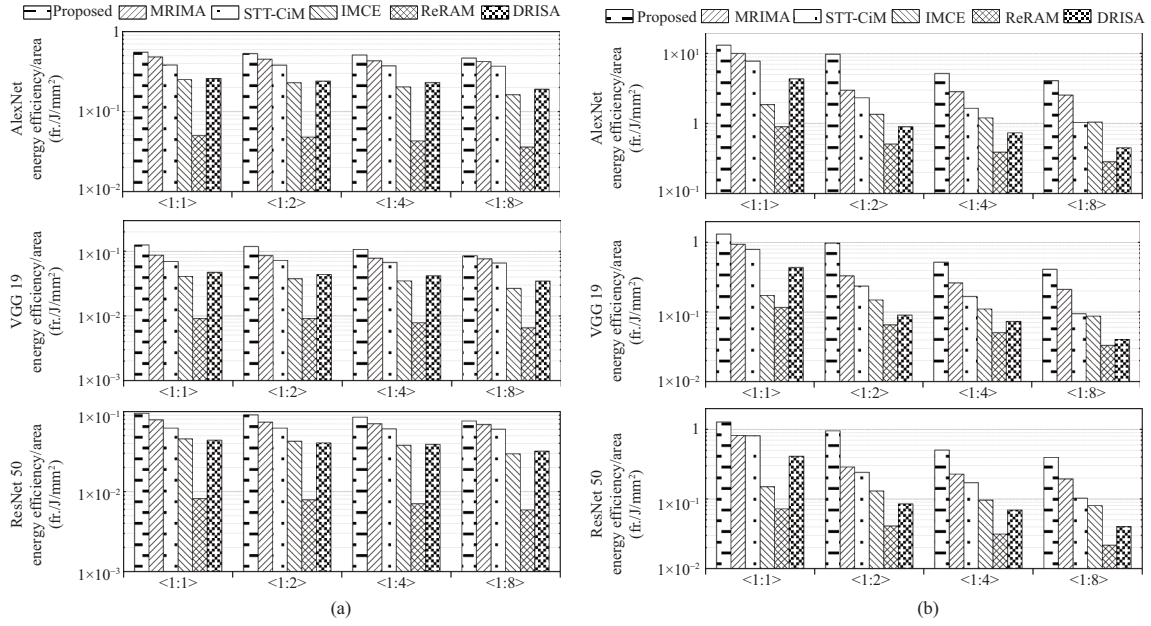 Proposed MRIMA STT-CiM IMCE ReRAM DRISA
AlexNet
energy efficiency/area
(fr./J/mm²)
1
1×10⁻¹
1×10⁻²
<1:1> <1:2> <1:4> <1:8>
VGG 19
energy efficiency/area
(fr./J/mm²)
1×10⁻¹
1×10⁻²
1×10⁻³
<1:1> <1:2> <1:4> <1:8>
ResNet 50
energy efficiency/area
(fr./J/mm²)
1×10⁻¹
1×10⁻²
1×10⁻³
<1:1> <1:2> <1:4> <1:8>
(a)
Proposed MRIMA STT-CiM IMCE ReRAM DRISA
AlexNet
energy efficiency/area
(fr./J/mm²)
1×10¹
1
1×10⁻¹
<1:1> <1:2> <1:4> <1:8>
VGG 19
energy efficiency/area
(fr./J/mm²)
1
1×10⁻¹
1×10⁻²
<1:1> <1:2> <1:4> <1:8>
ResNet 50
energy efficiency/area
(fr./J/mm²)
1
1×10⁻¹
1×10⁻²
<1:1> <1:2> <1:4> <1:8>
(b)